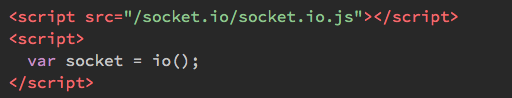 <script src="/socket.io/socket.io.js"></script>
<script>
  var socket = io();
</script>